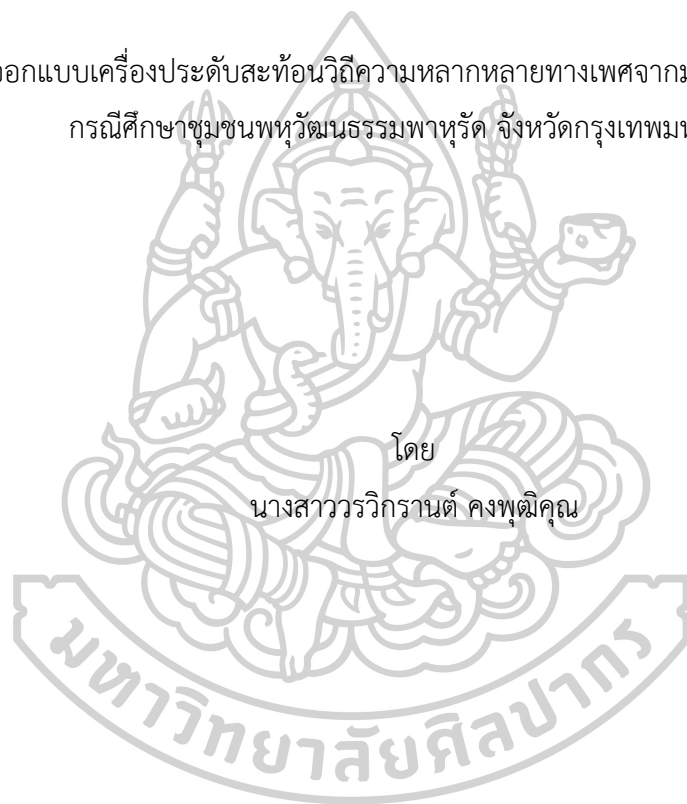 ออกแบบเครื่องประดับสะท้อนวิถีความหลากหลายทางเพศจาก
กรณีศึกษาชุมชนพหุวัฒนธรรมพาหุรัด จังหวัดกรุงเทพม
โดย
นางสาววรวิกรานต์ คงพุฒิคุณ
มหาวิทยาลัยศิลปากร